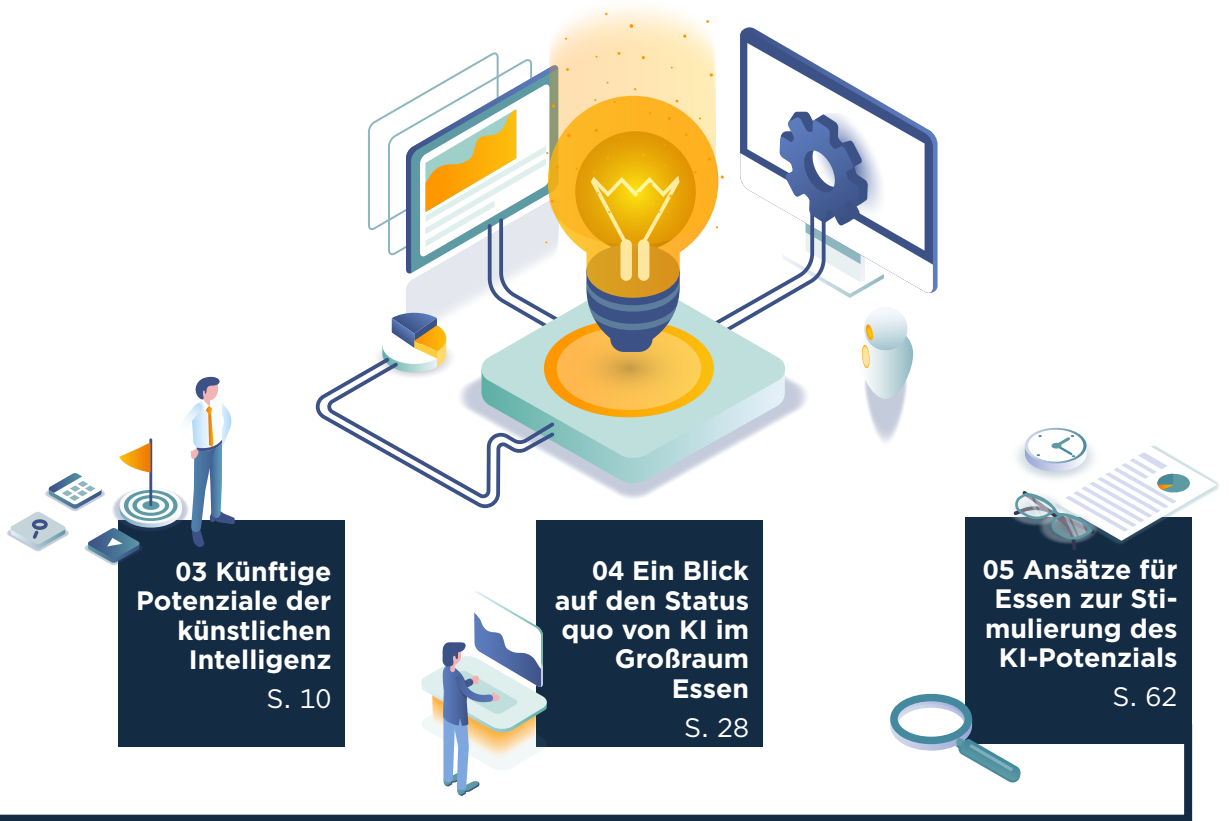 03 Künftige
Potenziale der
künstlichen
Intelligenz
S. 10
04 Ein Blick
auf den Status
quo von KI im
Großraum
Essen
S. 28
05 Ansätze für
Essen zur Sti-
mulierung des
KI-Potenzials
S. 62